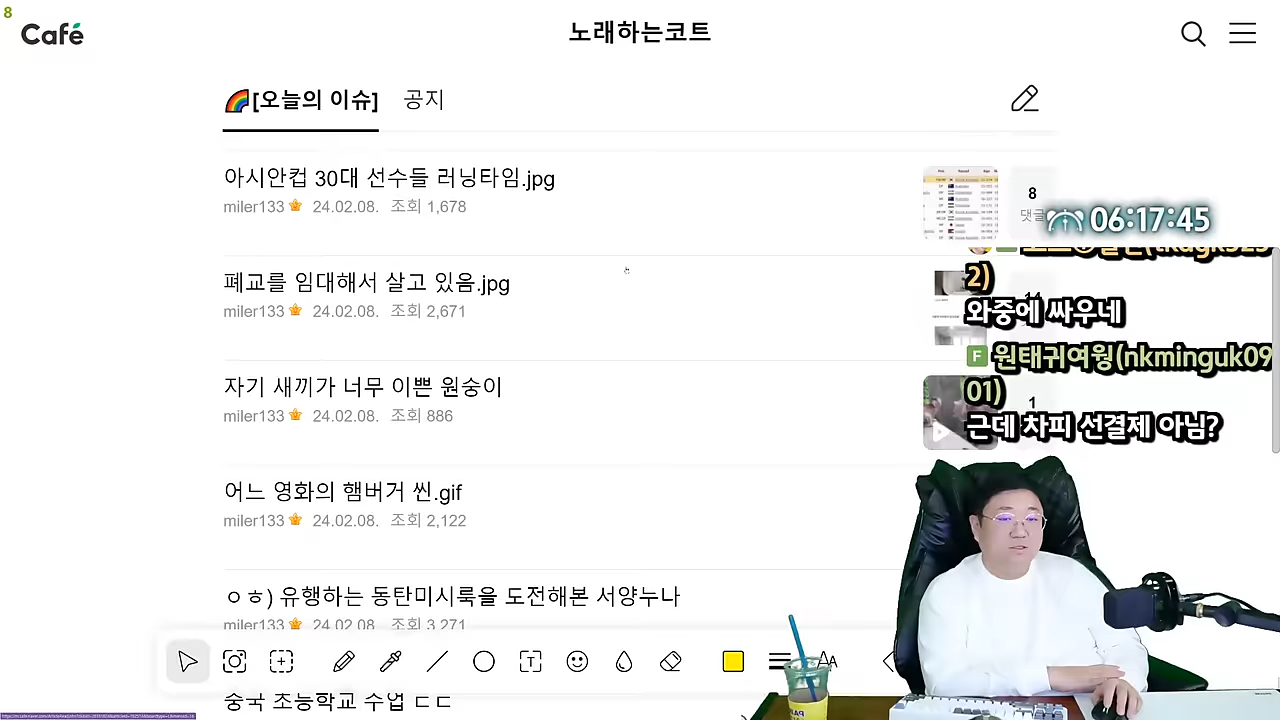 8
Café
노래하는코트
🌈[오늘의 이슈]
공지
아시안컵 30대 선수들 러닝타임.jpg
miler133 24.02.08. 조회 1,678
8
댓글
06:17:45
폐교를 임대해서 살고 있음.jpg
miler133 24.02.08. 조회 2,671
2)
와중에 싸우네
F 원태귀여웡(nkminguk09
01)
근데 차피 선결제 아님?
자기 새끼가 너무 이쁜 원숭이
miler133 24.02.08. 조회 886
1
어느 영화의 햄버거 씬.gif
miler133 24.02.08. 조회 2,122
ㅇㅎ) 유행하는 동탄미시룩을 도전해본 서양누나
miler133 24.02.08. 조회 3,271
T
AA
중국 초등학교 수업 ㄷㄷ